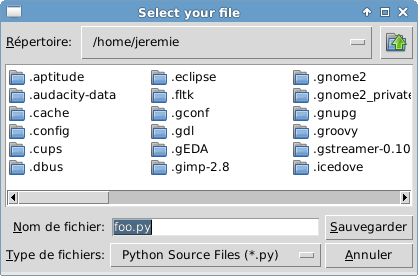 Select your file
Répertoire: /home/jeremie
.aptitude .eclipse .gnome2
.audacity-data .fltk .gnome2_private
.cache .gconf .gnupg
.config .gdl .groovy
.cups .gEDA .gstreamer-0.10
.dbus .gimp-2.8 .icedove
Nom de fichier: foo.py Sauvegarder
Type de fichiers: Python Source Files (*.py) Annuler